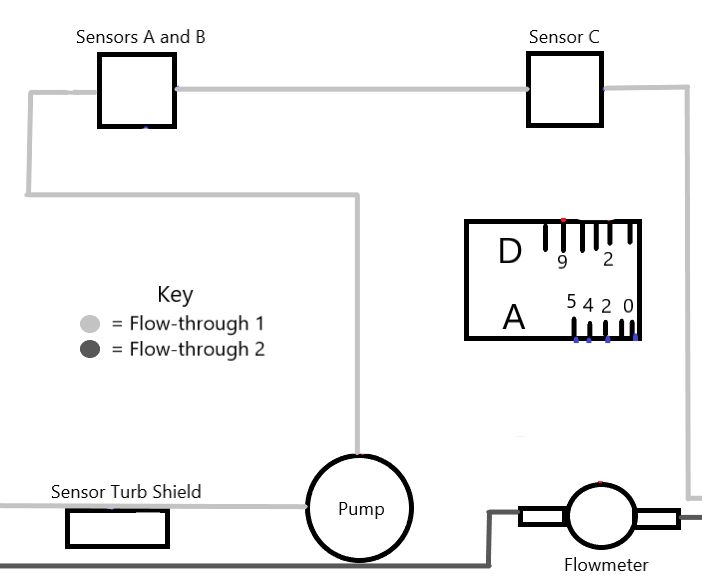 Sensors A and B
Sensor C
D
9 2
5 4 2 0
A
Key
= Flow-through 1
= Flow-through 2
Sensor Turb Shield
Pump
Flowmeter